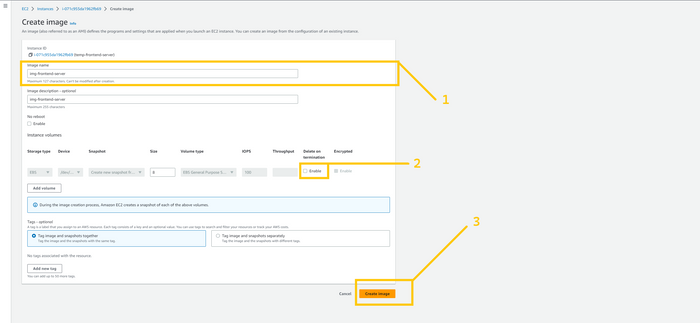 EC2 > Instances > i-071c955da19629b69 > Create image
Create image Info
An image (also referred to as an AMI) defines the programs and settings that are applied when you launch an EC2 instance. You can create an image from the configuration of an existing instance.
Instance ID
i-071c955da19629b69 (temp-frontend-server)
Image name
img-frontend-server
Maximum 127 characters. Can't be modified after creation.
1
Image description - optional
img-frontend-server
Maximum 255 characters
No reboot
Enable
Instance volumes
Storage type Device Snapshot Size Volume type IOPS Throughput Delete on termination Encrypted
EBS /dev/... Create new snapshot fr... 8 EBS General Purpose S... 100 Enable Enable
2
Add volume
During the image creation process, Amazon EC2 creates a snapshot of each of the above volumes.
Tags - optional
A tag is a label that you assign to an AWS resource. Each tag consists of a key and an optional value. You can use tags to search and filter your resources or track your AWS costs.
Tag image and snapshots together
Tag the image and the snapshots with the same tag.
Tag image and snapshots separately
Tag the image and the snapshots with different tags.
3
No tags associated with the resource
Add new tag
You can add up to 50 more tags.
Cancel Create image